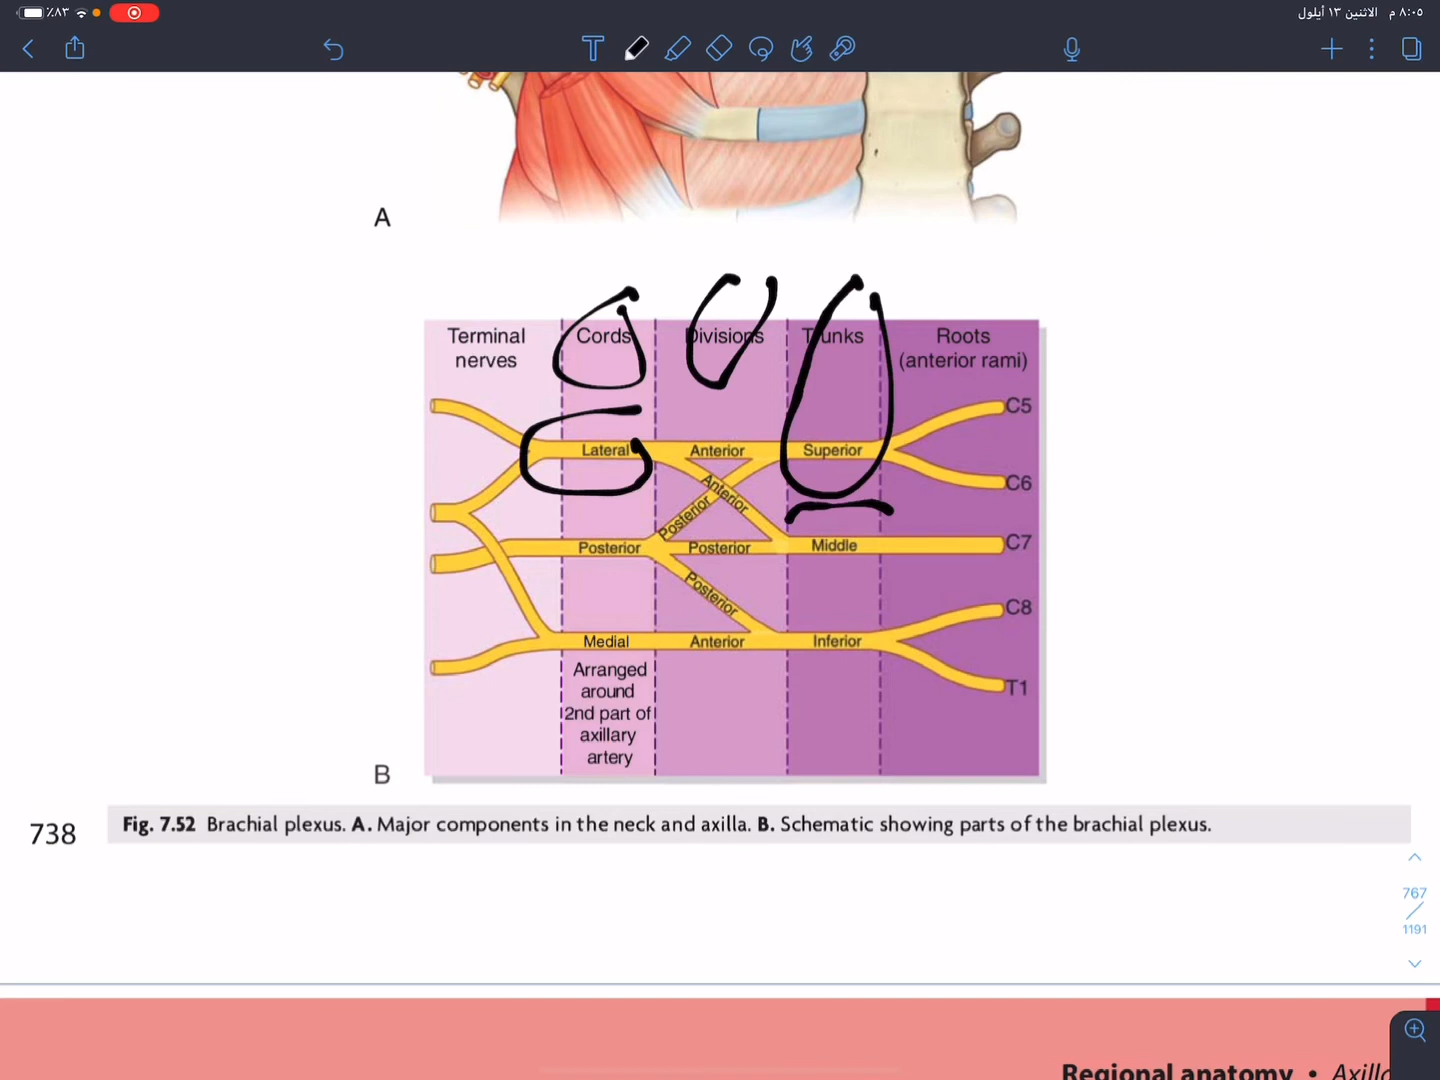 ٪٨٣
٨:٠٥ م الاثنين ١٣ أيلول
T
A
Terminal nerves
Cords
Divisions
Trunks
Roots (anterior rami)
C5
Lateral Anterior Superior
Anterior
C6
Posterior
Posterior Posterior Middle C7
Posterior
C8
Medial Anterior Inferior
Arranged
around
2nd part of
axillary
artery
T1
B
738 Fig. 7.52 Brachial plexus. A. Major components in the neck and axilla. B. Schematic showing parts of the brachial plexus.
767
1191
Regional anatomy •